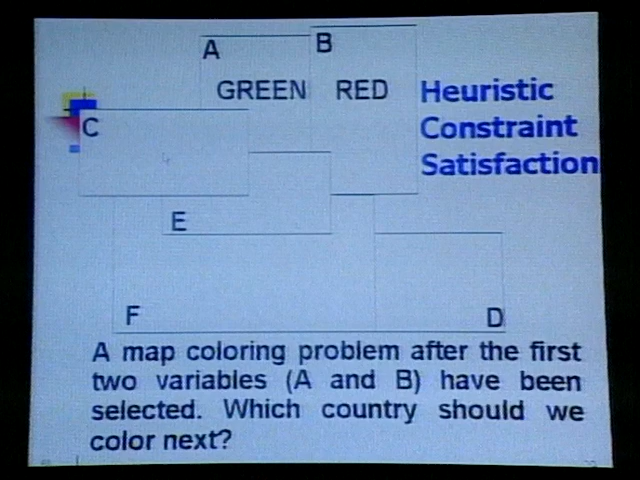 A
B
GREEN
RED
Heuristic
Constraint
Satisfaction
C
E
F
D
A map coloring problem after the first
two variables (A and B) have been
selected. Which country should we
color next?